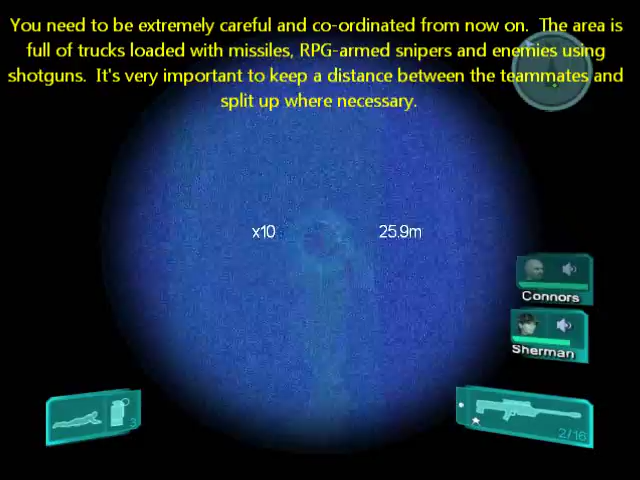 You need to be extremely careful and co-ordinated from now on.  The area is
full of trucks loaded with missiles, RPG-armed snipers and enemies using
shotguns.  It's very important to keep a distance between the teammates and
split up where necessary.
x10
25.9m
Connors
Sherman
3
2/16